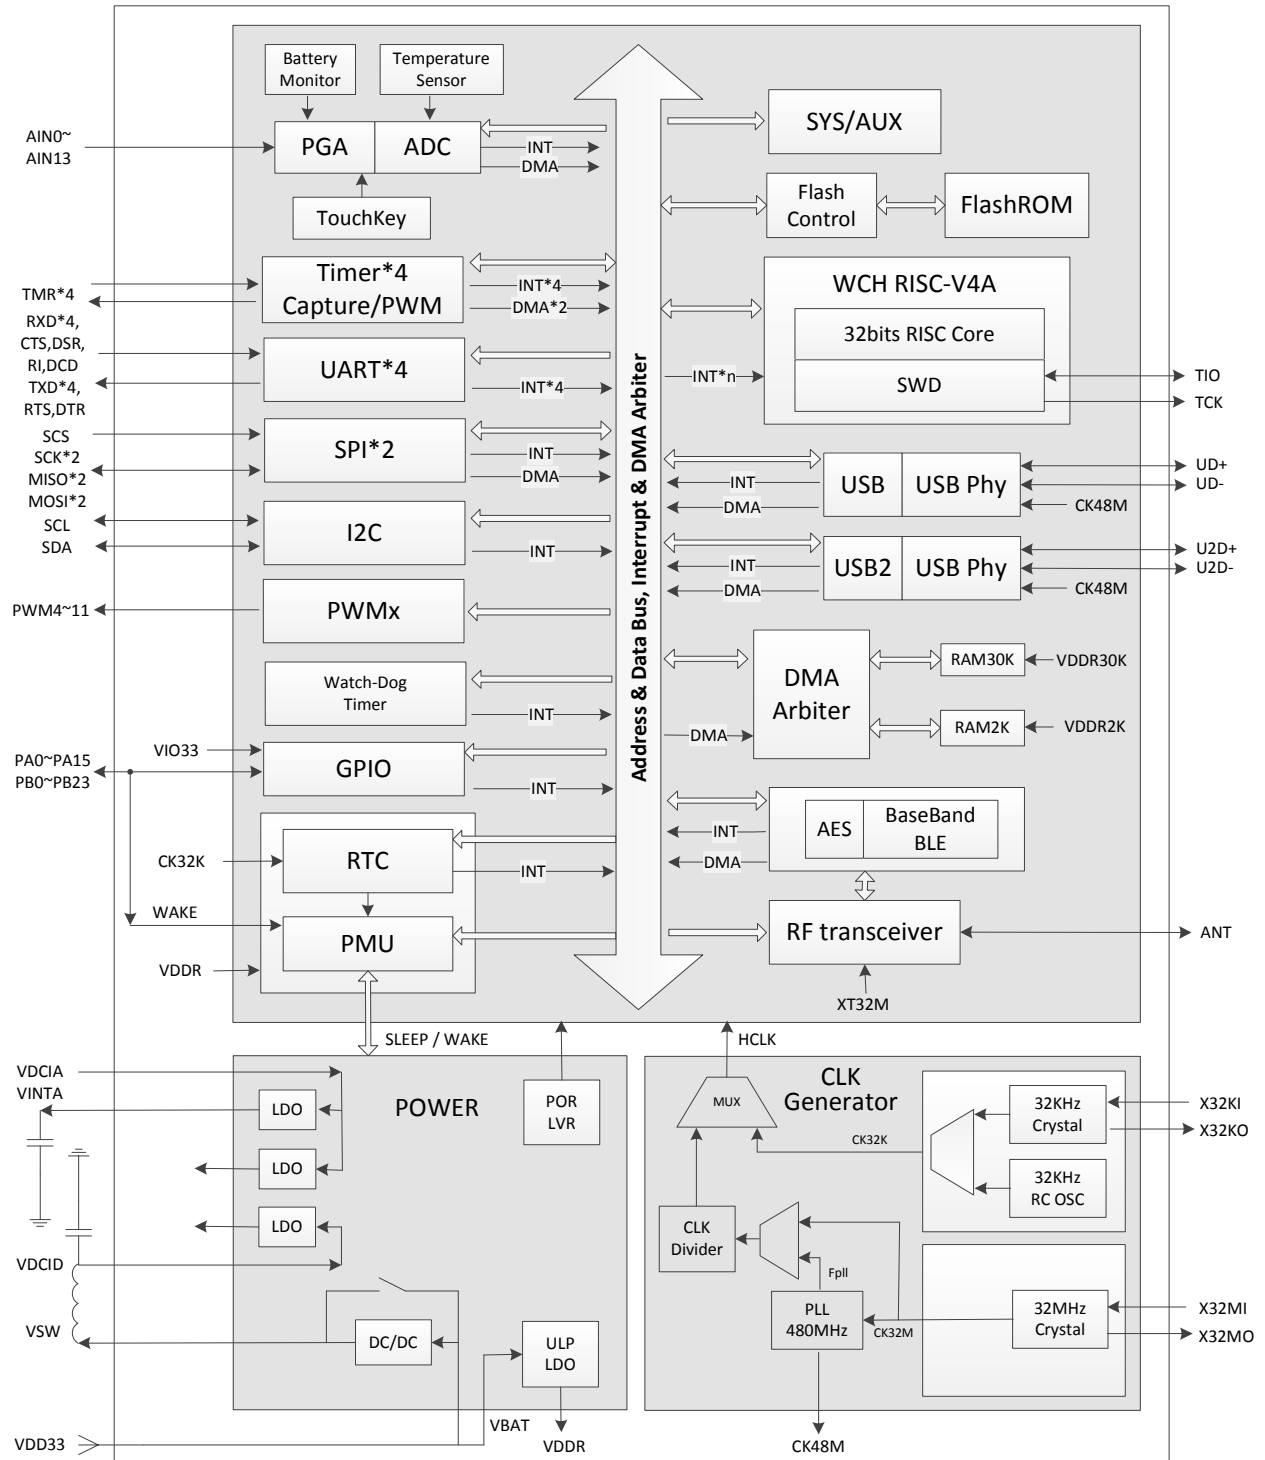 Battery
Monitor
Temperature
Sensor
AIN0~
AIN13
PGA
ADC
INT
DMA
TouchKey
TMR*4
Timer*4
Capture/PWM
INT*4
DMA*2
RXD*4,
CTS,DSR,
RI,DCD
TXD*4,
RTS,DTR
UART*4
INT*4
SCS
SCK*2
MISO*2
MOSI*2
SPI*2
INT
DMA
SCL
SDA
I2C
INT
PWM4~11
PWMx
Watch-Dog
Timer
INT
VIO33
PA0~PA15
PB0~PB23
GPIO
INT
CK32K
RTC
INT
WAKE
PMU
VDDR
Address & Data Bus, Interrupt & DMA Arbiter
SYS/AUX
Flash
Control
FlashROM
WCH RISC-V4A
32bits RISC Core
SWD
INT*n
TIO
TCK
INT
DMA
USB
USB Phy
UD+
UD-
CK48M
INT
DMA
USB2
USB Phy
U2D+
U2D-
CK48M
DMA
DMA
Arbiter
RAM30K
VDDR30K
RAM2K
VDDR2K
INT
DMA
AES
BaseBand
BLE
RF transceiver
ANT
XT32M
SLEEP / WAKE
HCLK
VDCIA
VINTA
LDO
LDO
LDO
POWER
POR
LVR
VDCID
VSW
DC/DC
ULP
LDO
VBAT
VDD33
VDDR
CLK
Generator
MUX
CK32K
32KHz
Crystal
32KHz
RC OSC
X32KI
X32KO
CLK
Divider
Fpll
PLL
480MHz
CK32M
32MHz
Crystal
X32MI
X32MO
CK48M